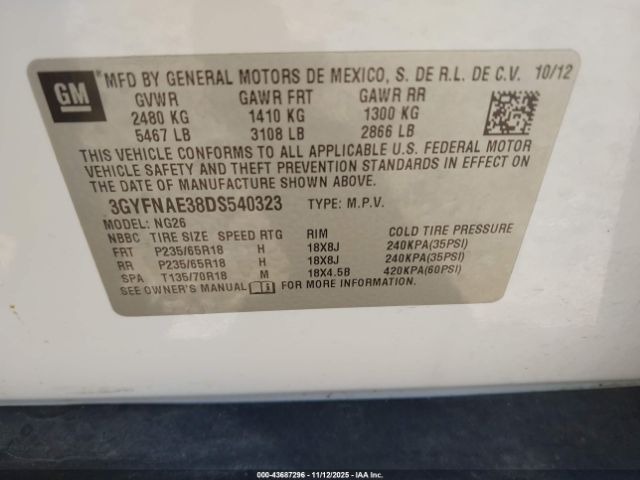 GM ® MFD BY GENERAL MOTORS DE MEXICO, S. DE R.L. DE C.V. 10/12
GVWR GAWR FRT GAWR RR
2480 KG 1410 KG 1300 KG
5467 LB 3108 LB 2866 LB
THIS VEHICLE CONFORMS TO ALL APPLICABLE U.S. FEDERAL MOTOR
VEHICLE SAFETY AND THEFT PREVENTION STANDARDS IN EFFECT ON
THE DATE OF MANUFACTURE SHOWN ABOVE.
3GYFNAE38DS540323 TYPE: M.P.V.
MODEL: NG26
NBBC TIRE SIZE SPEED RTG RIM COLD TIRE PRESSURE
FRT P235/65R18 H 18X8J 240KPA(35PSI)
RR P235/65R18 H 18X8J 240KPA(35PSI)
SPA T135/70R18 M 18X4.5B 420KPA(60PSI)
SEE OWNER'S MANUAL FOR MORE INFORMATION.
STOCK #: 43687296 - 11/12/2025 - IAAI.COM